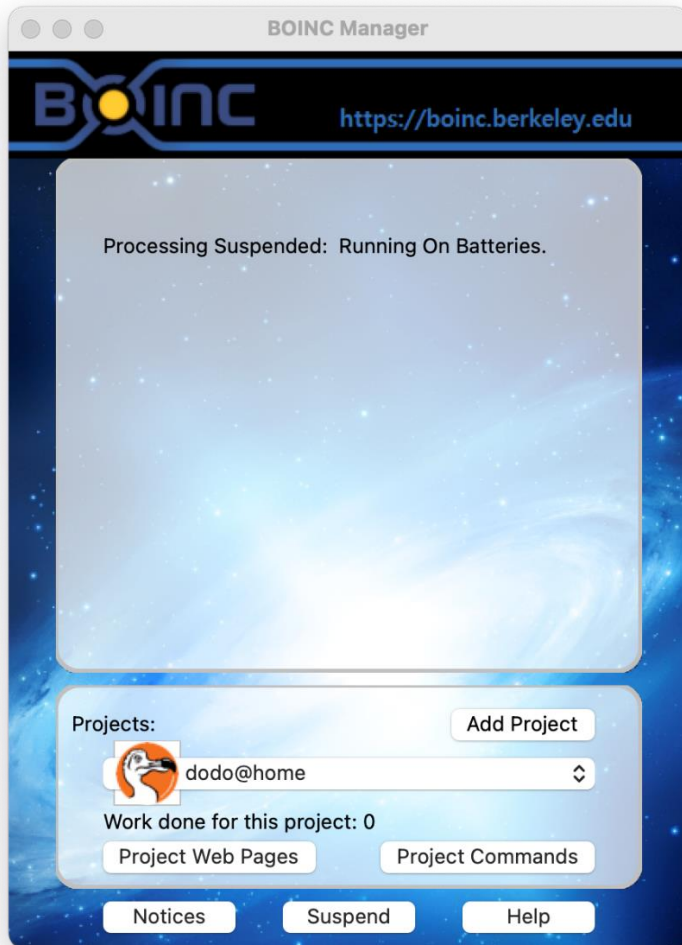 BOINC Manager
BOINC
https://boinc.berkeley.edu
Processing Suspended:  Running On Batteries.
Projects:
Add Project
dodo@home
Work done for this project: 0
Project Web Pages
Project Commands
Notices
Suspend
Help